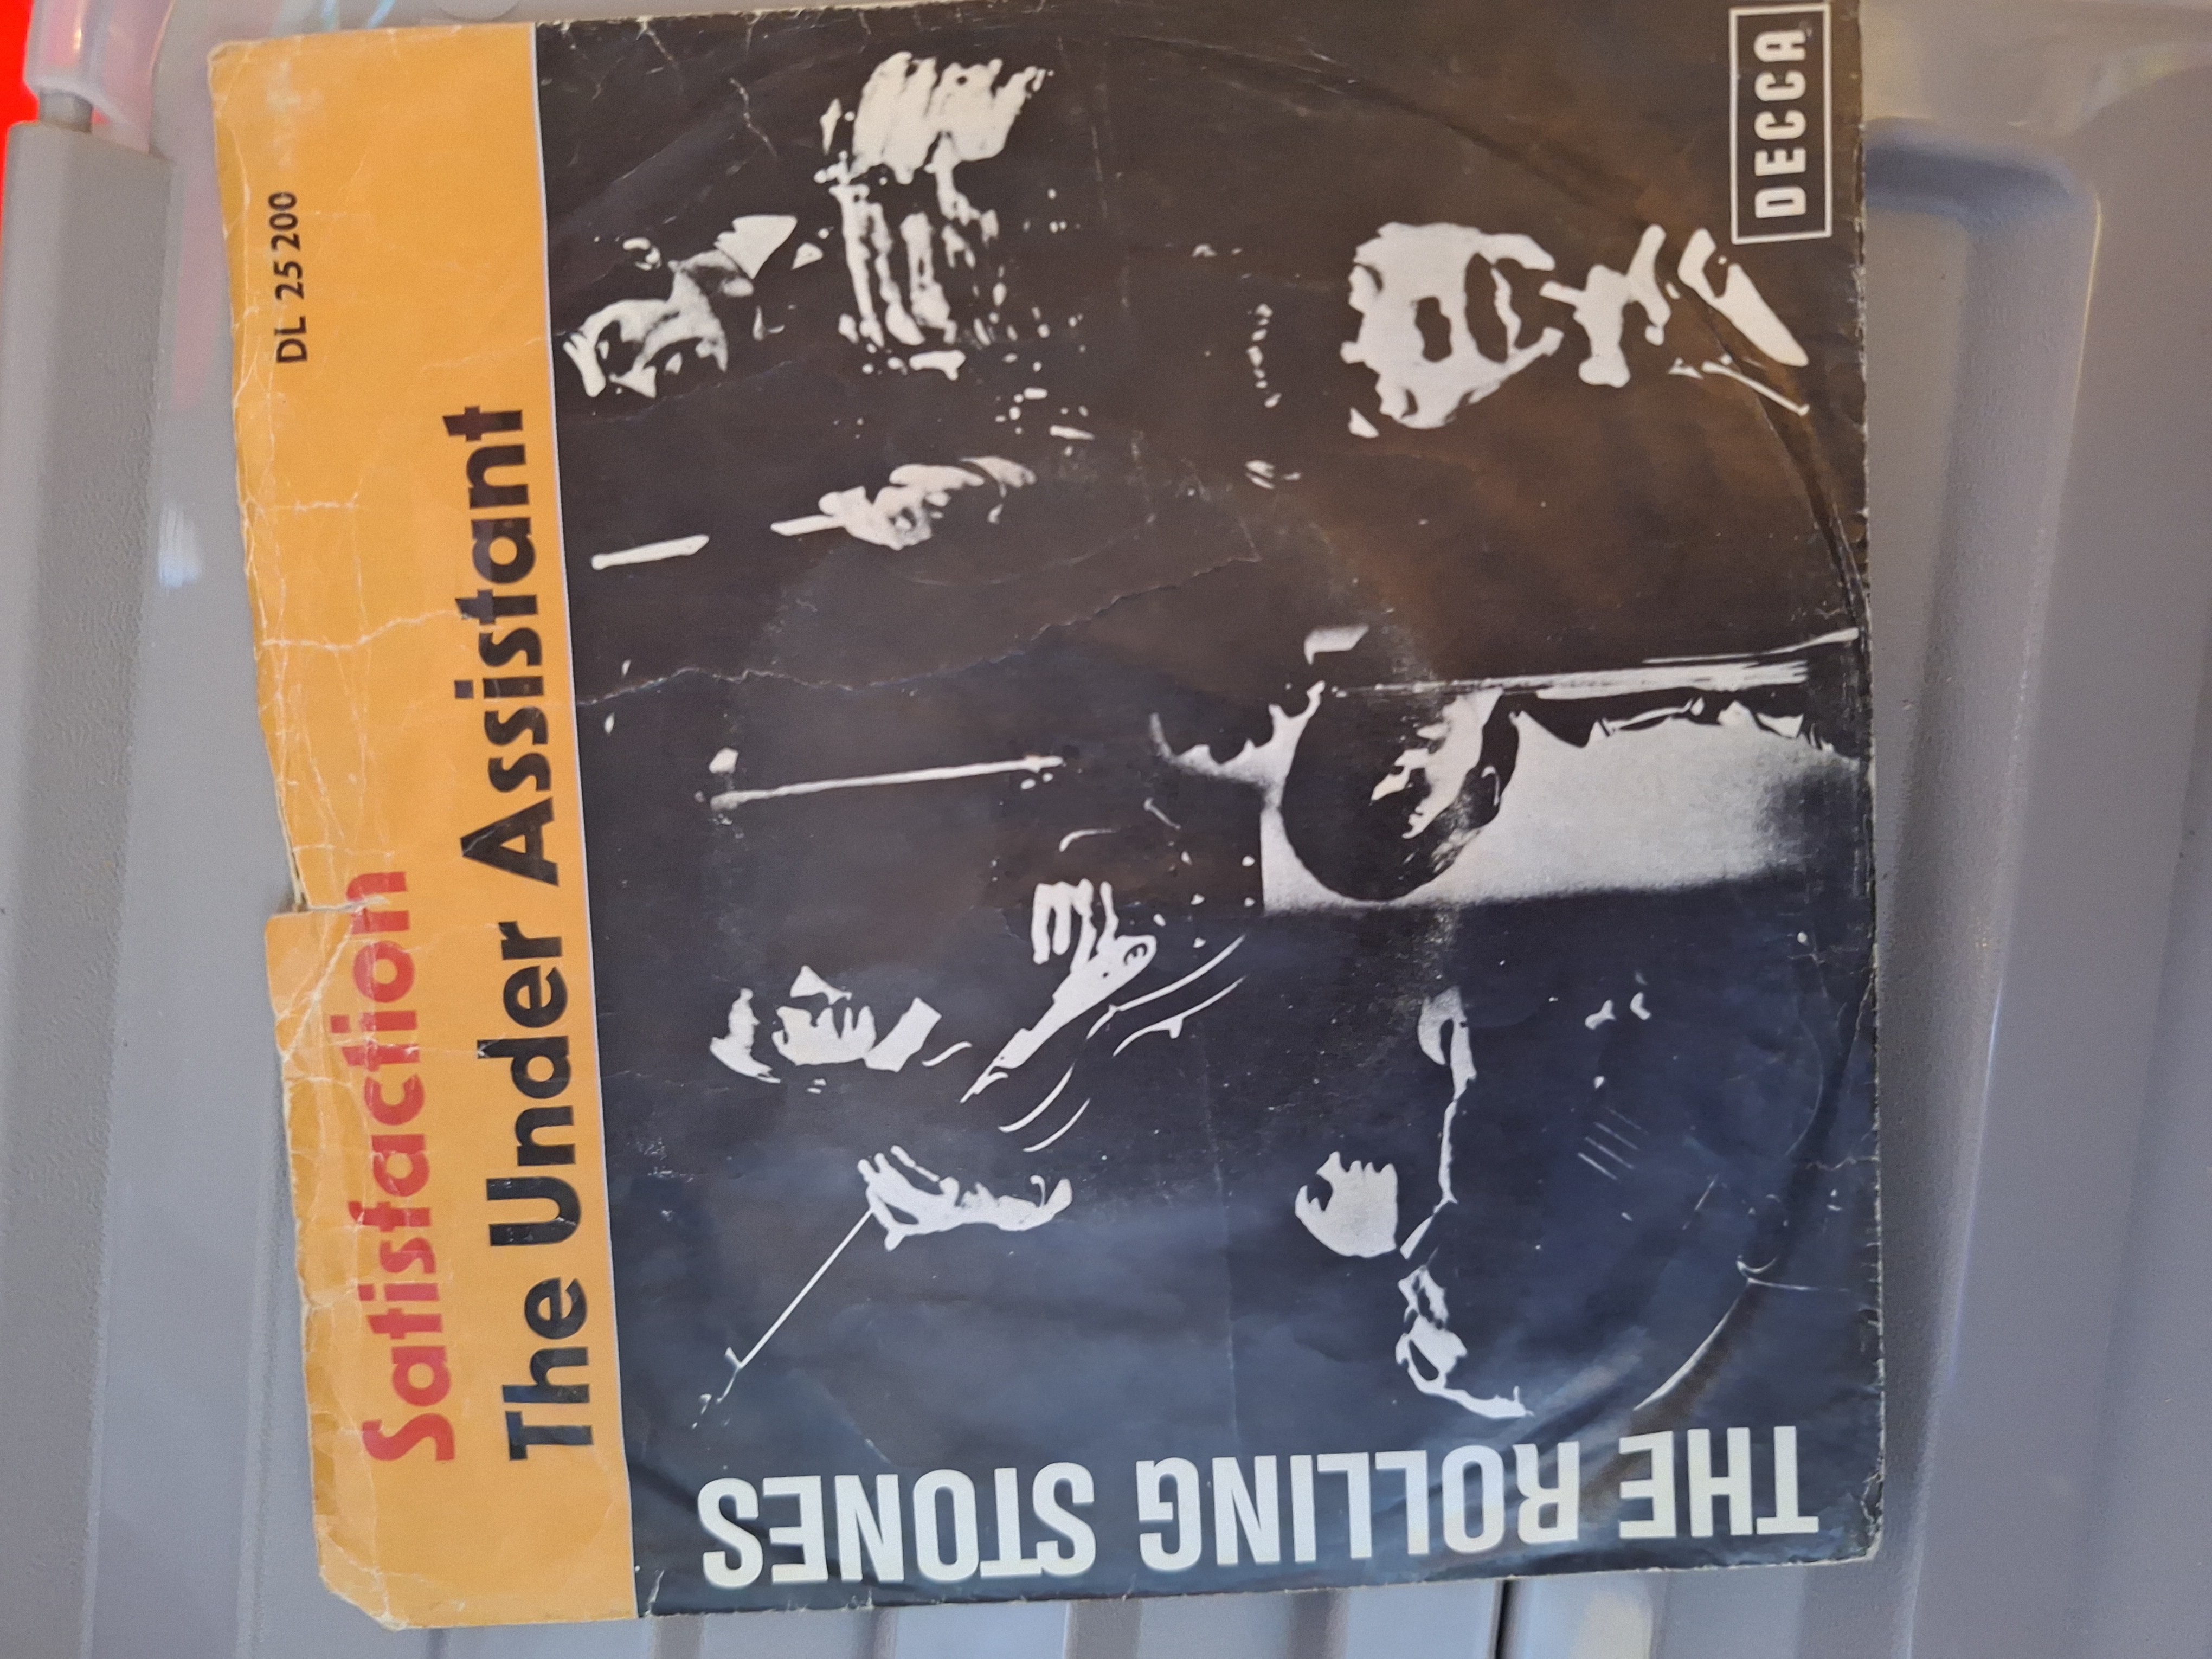 DL 25 200
Satisfaction
The Under Assistant
DECCA
THE ROLLING STONES